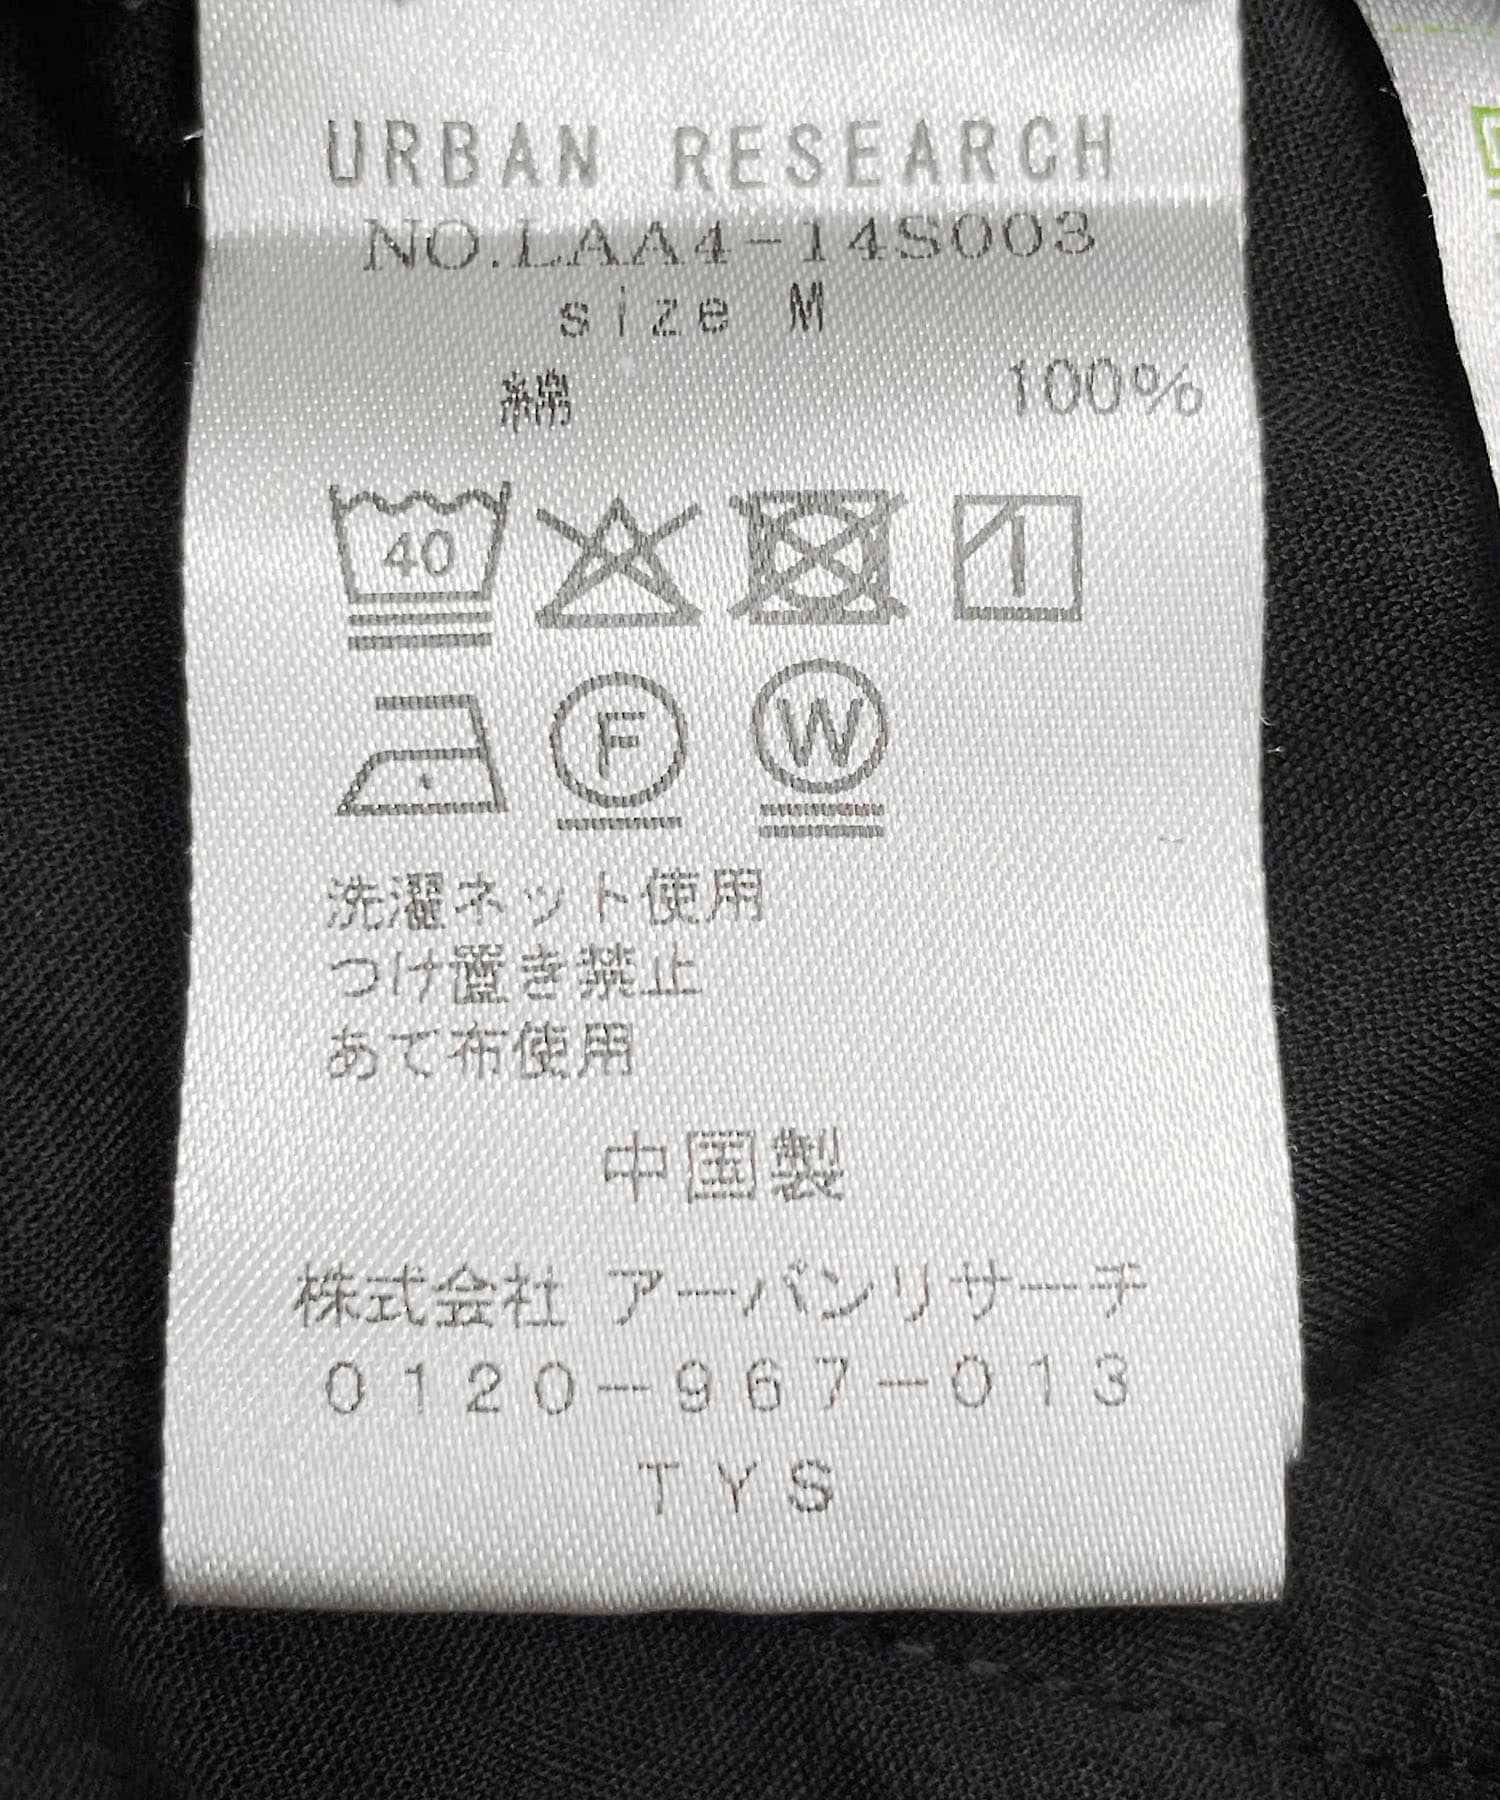 URBAN RESEARCH
NO.LAA4-14S003
size M
綿 100%
40
F W
洗濯ネット使用
つけ置き禁止
あて布使用
中国製
株式会社 アーバンリサーチ
0120-967-013
TYS